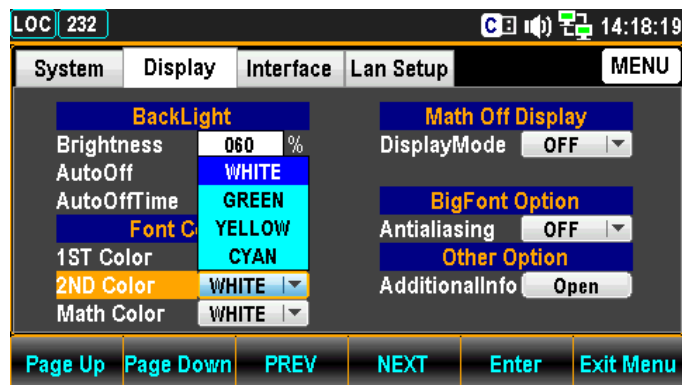 LOC 232 C 14:18:19
System Display Interface Lan Setup MENU
BackLight
Brightness 060 %
AutoOff WHITE
AutoOffTime GREEN
Font C YELLOW
1ST Color CYAN
2ND Color WHITE
Math Color WHITE
Math Off Display
DisplayMode OFF
BigFont Option
Antialiasing OFF
Other Option
AdditionalInfo Open
Page Up Page Down PREV NEXT Enter Exit Menu